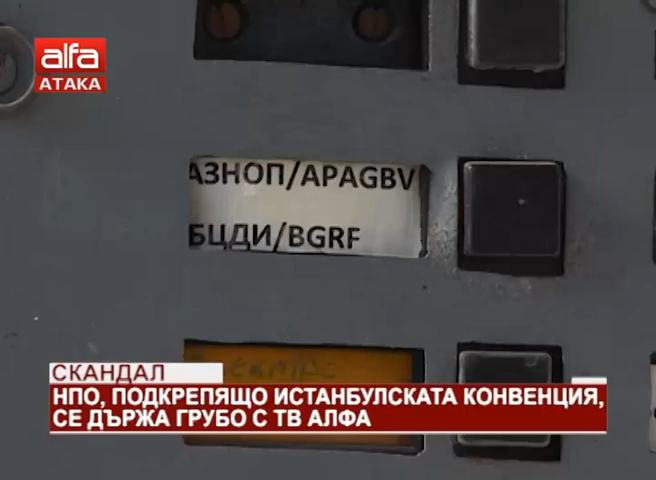 alfa
АТАКА
АЗНОП/APAGBV
БЦДИ/BGRF
СКАНДАЛ
НПО, ПОДКРЕПЯЩО ИСТАНБУЛСКАТА КОНВЕНЦИЯ,
СЕ ДЪРЖА ГРУБО С ТВ АЛФА